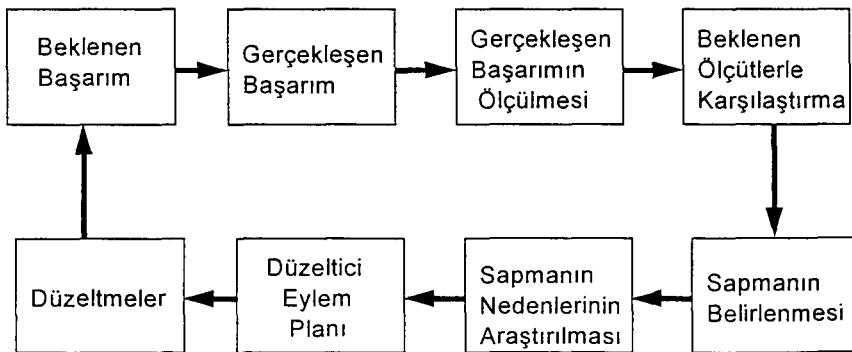 Beklenen
Başarım
Gerçekleşen
Başarım
Gerçekleşen
Başarımın
Ölçülmesi
Beklenen
Ölçütlerle
Karşılaştırma
Sapmanın
Belirlenmesi
Sapmanın
Nedenlerinin
Araştırılması
Düzeltici
Eylem
Planı
Düzeltmeler